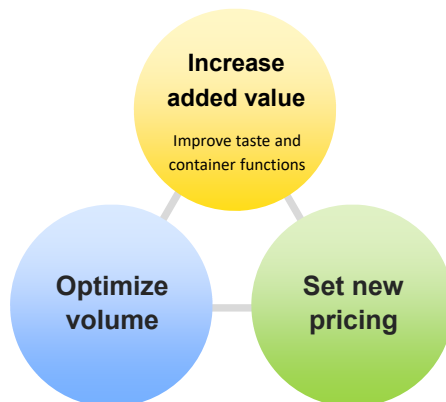 Increase
added value
Improve taste and
container functions
Optimize
volume
Set new
pricing